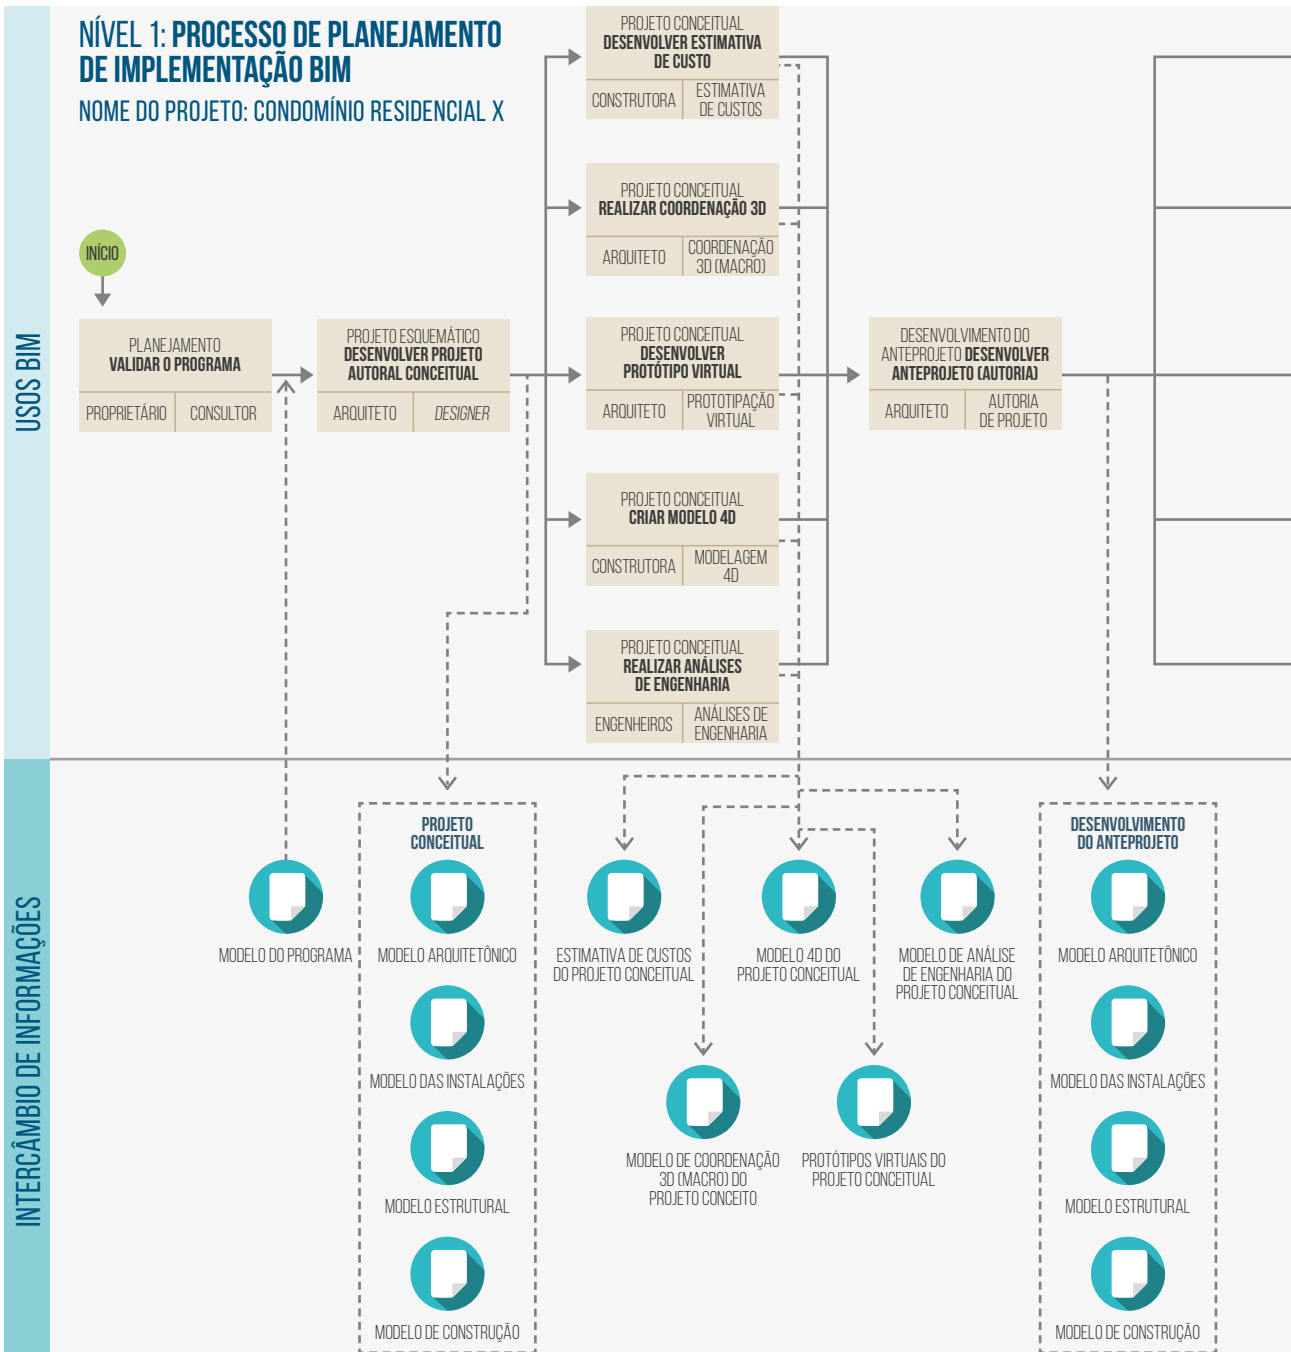 NÍVEL 1: PROCESSO DE PLANEJAMENTO
DE IMPLEMENTAÇÃO BIM
NOME DO PROJETO: CONDOMÍNIO RESIDENCIAL X
USOS BIM
INÍCIO
PLANEJAMENTO
VALIDAR O PROGRAMA
PROPRIETÁRIO
CONSULTOR
PROJETO ESQUEMÁTICO
DESENVOLVER PROJETO
AUTORAL CONCEITUAL
ARQUITETO
DESIGNER
PROJETO CONCEITUAL
DESENVOLVER ESTIMATIVA
DE CUSTO
CONSTRUTORA
ESTIMATIVA
DE CUSTOS
PROJETO CONCEITUAL
REALIZAR COORDENAÇÃO 3D
ARQUITETO
COORDENAÇÃO
3D (MACRO)
PROJETO CONCEITUAL
DESENVOLVER
PROTÓTIPO VIRTUAL
ARQUITETO
PROTOTIPAÇÃO
VIRTUAL
PROJETO CONCEITUAL
CRIAR MODELO 4D
CONSTRUTORA
MODELAGEM
4D
PROJETO CONCEITUAL
REALIZAR ANÁLISES
DE ENGENHARIA
ENGENHEIROS
ANÁLISES DE
ENGENHARIA
DESENVOLVIMENTO DO
ANTEPROJETO DESENVOLVER
ANTEPROJETO (AUTORIA)
ARQUITETO
AUTORIA
DE PROJETO
INTERCÂMBIO DE INFORMAÇÕES
MODELO DO PROGRAMA
PROJETO
CONCEITUAL
MODELO ARQUITETÔNICO
MODELO DAS INSTALAÇÕES
MODELO ESTRUTURAL
MODELO DE CONSTRUÇÃO
ESTIMATIVA DE CUSTOS
DO PROJETO CONCEITUAL
MODELO 4D DO
PROJETO CONCEITUAL
MODELO DE ANÁLISE
DE ENGENHARIA DO
PROJETO CONCEITUAL
MODELO DE COORDENAÇÃO
3D (MACRO) DO
PROJETO CONCEITO
PROTÓTIPOS VIRTUAIS DO
PROJETO CONCEITUAL
DESENVOLVIMENTO
DO ANTEPROJETO
MODELO ARQUITETÔNICO
MODELO DAS INSTALAÇÕES
MODELO ESTRUTURAL
MODELO DE CONSTRUÇÃO